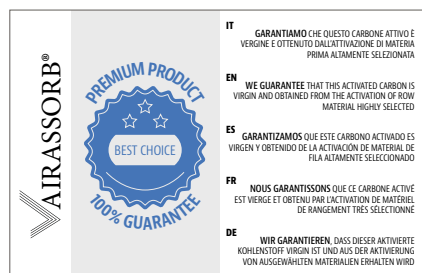 AIRASSORB®
PREMIUM PRODUCT
BEST CHOICE
100% GUARANTEE
IT
GARANTIAMO CHE QUESTO CARBONE ATTIVO È
VERGINE E OTTENUTO DALL'ATTIVAZIONE DI MATERIA
PRIMA ALTAMENTE SELEZIONATA
EN
WE GUARANTEE THAT THIS ACTIVATED CARBON IS
VIRGIN AND OBTAINED FROM THE ACTIVATION OF ROW
MATERIAL HIGHLY SELECTED
ES
GARANTIZAMOS QUE ESTE CARBONO ACTIVADO ES
VIRGEN Y OBTENIDO DE LA ACTIVACIÓN DE MATERIAL DE
FILA ALTAMENTE SELECCIONADO
FR
NOUS GARANTISSONS QUE CE CARBONE ACTIVÉ
EST VIERGE ET OBTENU PAR L'ACTIVATION DE MATÉRIEL
DE RANGEMENT TRÈS SÉLECTIONNÉ
DE
WIR GARANTIEREN, DASS DIESER AKTIVIERTE
KOHLENSTOFF VIRGIN IST UND AUS DER AKTIVIERUNG
VON AUSGEWÄHLTEN MATERIALIEN ERHALTEN WIRD